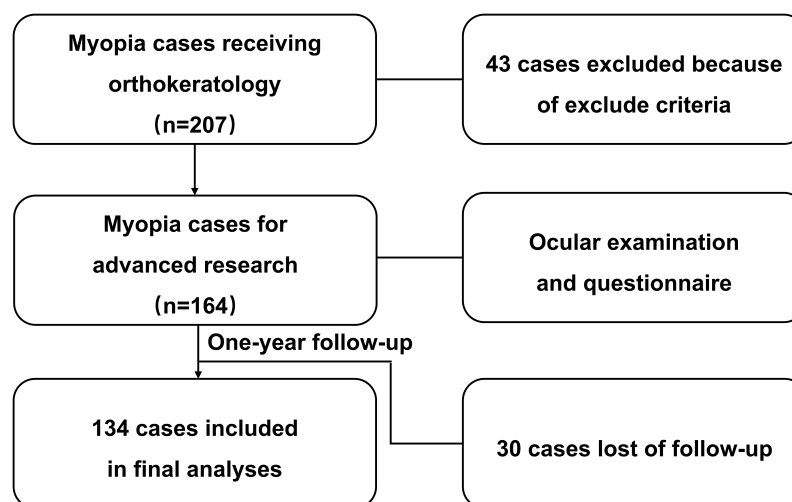 Myopia cases receiving
orthokeratology
(n=207)
43 cases excluded because
of exclude criteria
Myopia cases for
advanced research
(n=164)
Ocular examination
and questionnaire
One-year follow-up
134 cases included
in final analyses
30 cases lost of follow-up